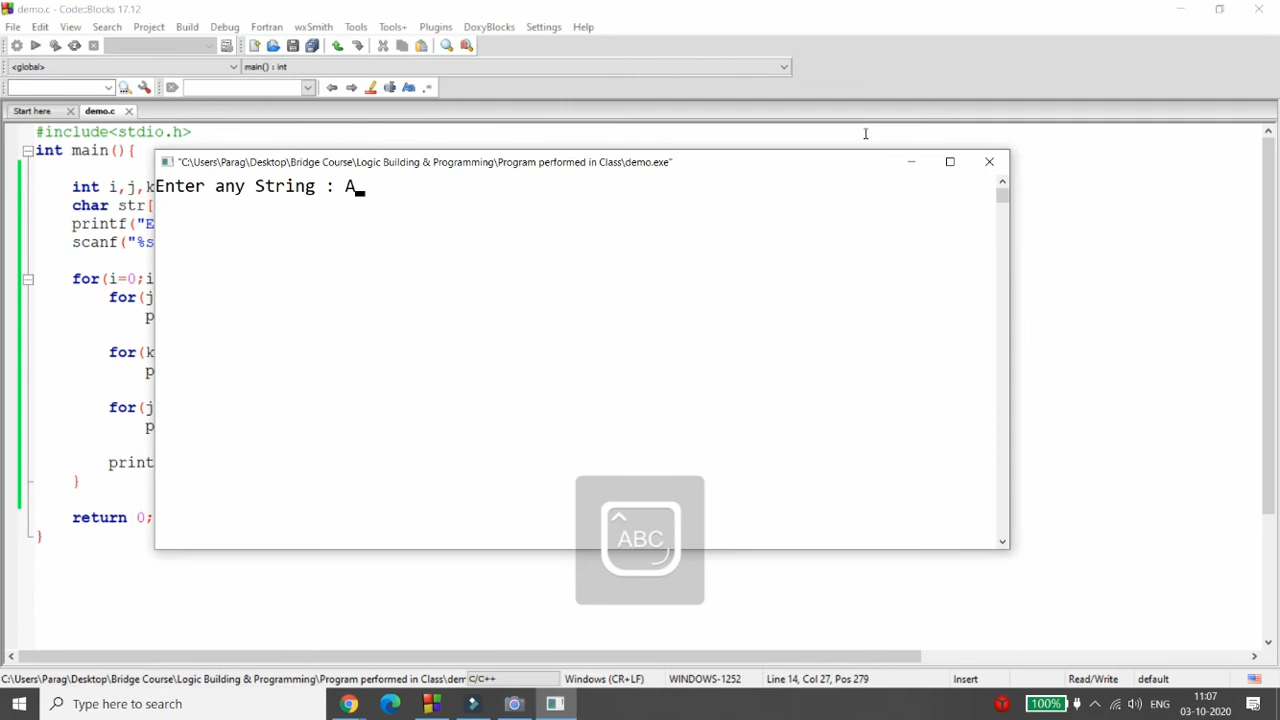 demo.c - Code::Blocks 17.12
File Edit View Search Project Build Debug Fortran wxSmith Tools Tools+ Plugins DoxyBlocks Settings Help
<global> main() : int
Start here demo.c
#include<stdio.h>
int main(){
"C:\Users\Parag\Desktop\Bridge Course\Logic Building & Programming\Program performed in Class\demo.exe"
Enter any String : A
int i,j,k
char str[
printf("E
scanf("%s
for(i=0;i
for(j
p
for(k
p
for(j
p
print
}
return 0;
}
ABC
C:\Users\Parag\Desktop\Bridge Course\Logic Building & Programming\Program performed in Class\dem C/C++ Windows (CR+LF) WINDOWS-1252 Line 14, Col 27, Pos 279 Insert Read/Write default
Type here to search 100% ENG 11:07
03-10-2020